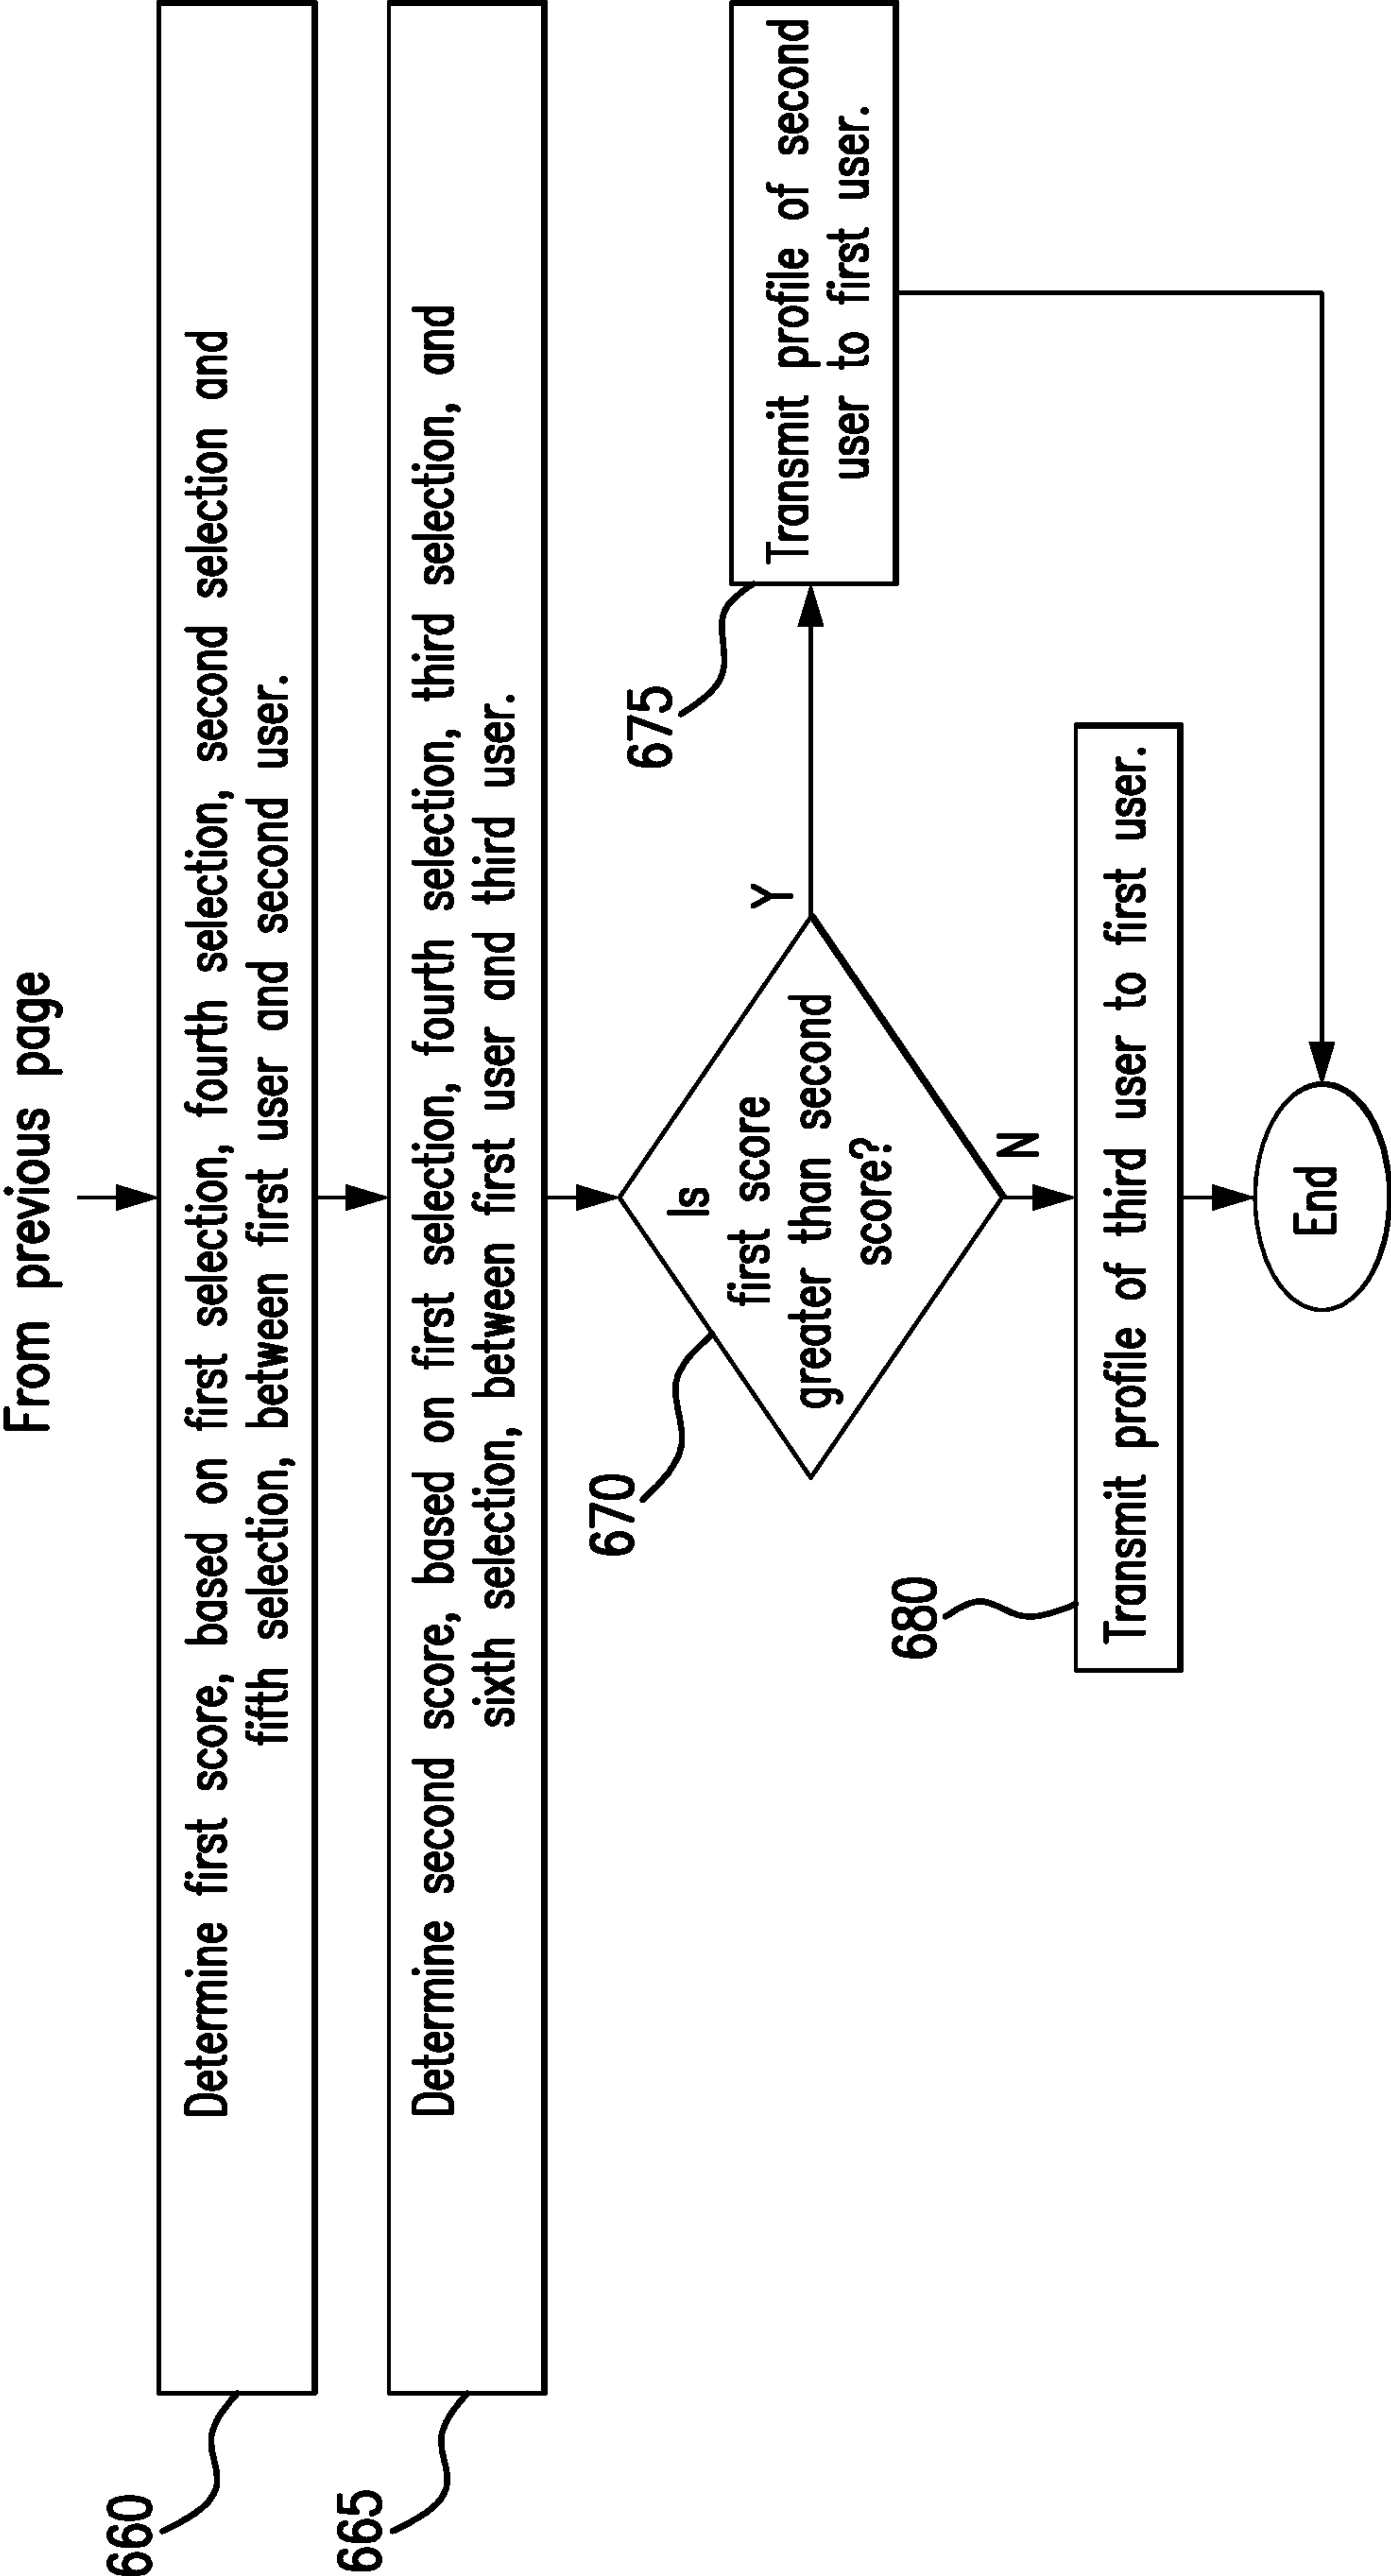 From previous page
660
Determine first score, based on first selection, fourth selection, second selection and
fifth selection, between first user and second user.
665
Determine second score, based on first selection, fourth selection, third selection, and
sixth selection, between first user and third user.
670
Is
first score
greater than second
score?
Y
675
Transmit profile of second
user to first user.
N
680
Transmit profile of third user to first user.
End